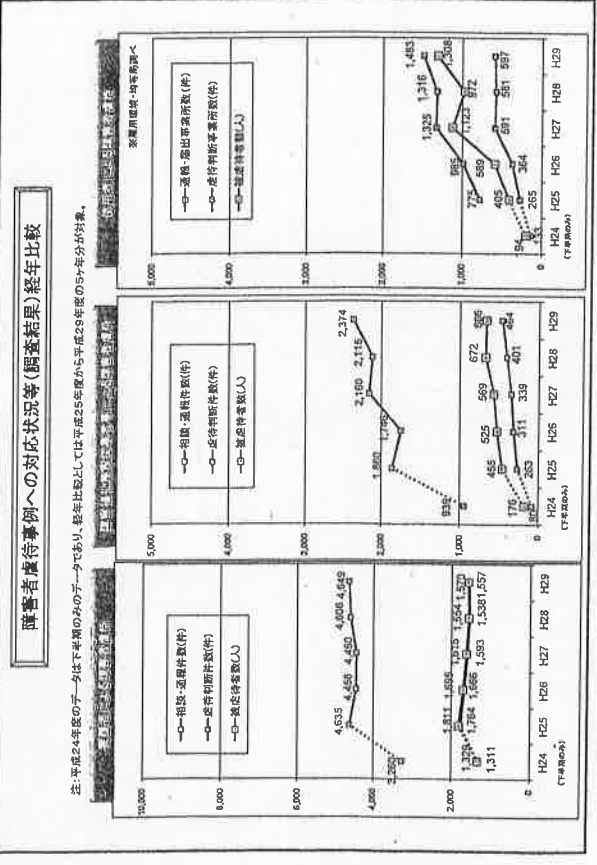 障害者虐待事例への対応状況等(調査結果)経年比較
注:平成24年度のデータは下半期のみのデータであり、経年比較としては平成25年度から平成29年度の5ヶ年分が対象。
10,000
8,000
6,000
4,000
2,000
0
相談・通報件数(件)
虐待判断件数(件)
被虐待者数(人)
3,260
4,635
4,458
4,450
4,606
4,649
1,329
1,811
1,695
1,615
1,554
1,570
1,311
1,764
1,666
1,593
1,538
1,557
H24
H25
H26
H27
H28
H29
(下半期のみ)
5,000
4,000
3,000
2,000
1,000
0
相談・通報件数(件)
虐待判断件数(件)
被虐待者数(人)
939
1,860
1,746
2,160
2,115
2,374
176
455
525
569
672
666
80
263
311
339
401
464
H24
H25
H26
H27
H28
H29
(下半期のみ)
※雇用環境・均等局調べ
5,000
4,000
3,000
2,000
1,000
0
通報・届出事業所数(件)
虐待判断事業所数(件)
被虐待者数(人)
775
985
1,325
1,316
1,483
194
405
589
1,123
972
1,308
133
265
364
591
581
597
H24
H25
H26
H27
H28
H29
(下半期のみ)